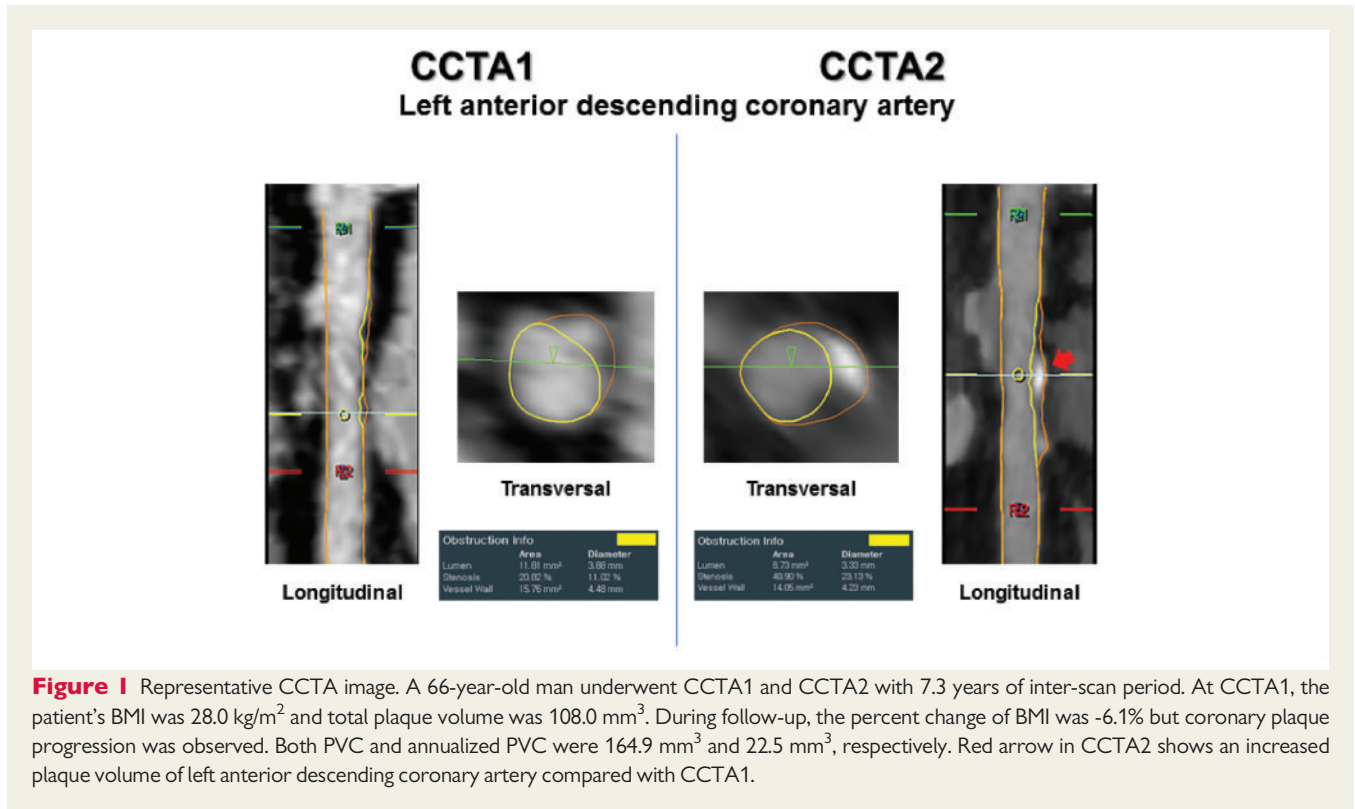 CCTA1
CCTA2
Left anterior descending coronary artery
R1
O
R2
Longitudinal
Transversal
Obstruction Info
Area Diameter
Lumen 11.81 mm² 3.88 mm
Stenosis 20.02 % 11.02 %
Vessel Wall 15.76 mm² 4.48 mm
Transversal
Obstruction Info
Area Diameter
Lumen 8.73 mm² 3.33 mm
Stenosis 40.90 % 23.13 %
Vessel Wall 14.05 mm² 4.23 mm
R1
O
R2
Longitudinal
Figure 1 Representative CCTA image. A 66-year-old man underwent CCTA1 and CCTA2 with 7.3 years of inter-scan period. At CCTA1, the
patient's BMI was 28.0 kg/m² and total plaque volume was 108.0 mm³. During follow-up, the percent change of BMI was -6.1% but coronary plaque
progression was observed. Both PVC and annualized PVC were 164.9 mm³ and 22.5 mm³, respectively. Red arrow in CCTA2 shows an increased
plaque volume of left anterior descending coronary artery compared with CCTA1.